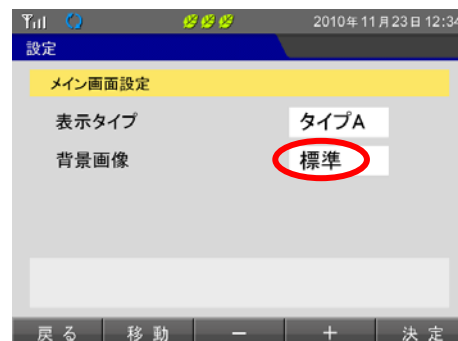 2010年11月23日 12:34
設定
メイン画面設定
表示タイプ タイプA
背景画像 標準
戻る 移動 － ＋ 決定